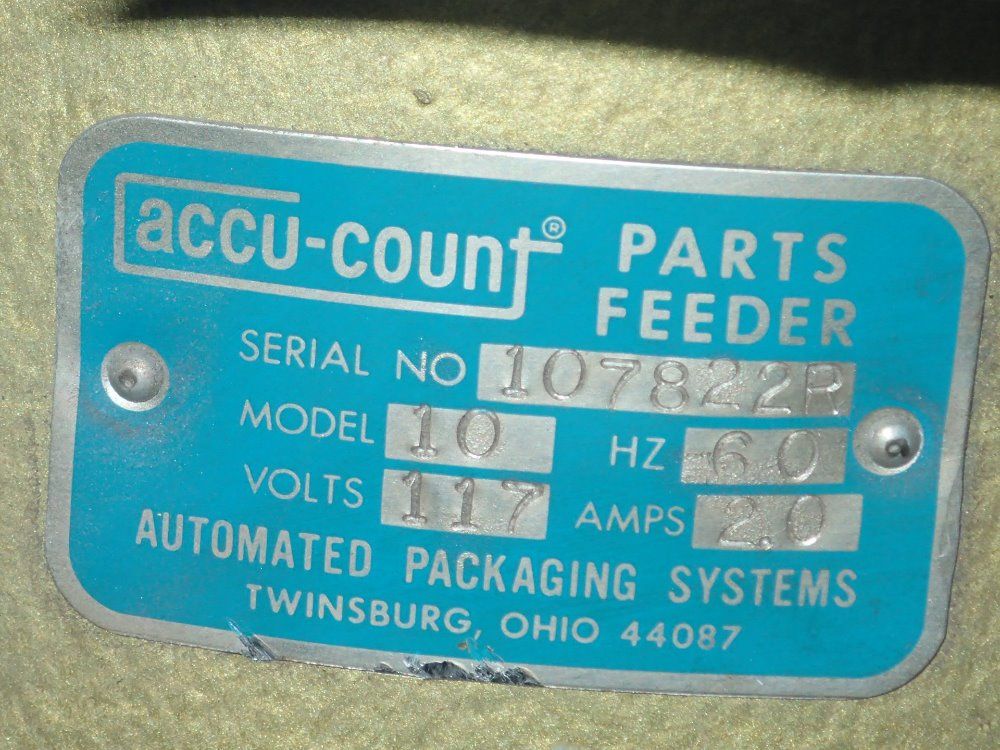 accu-count® PARTS
FEEDER
SERIAL NO 107822R
MODEL 10 HZ 60
VOLTS 117 AMPS 2.0
AUTOMATED PACKAGING SYSTEMS
TWINSBURG, OHIO 44087